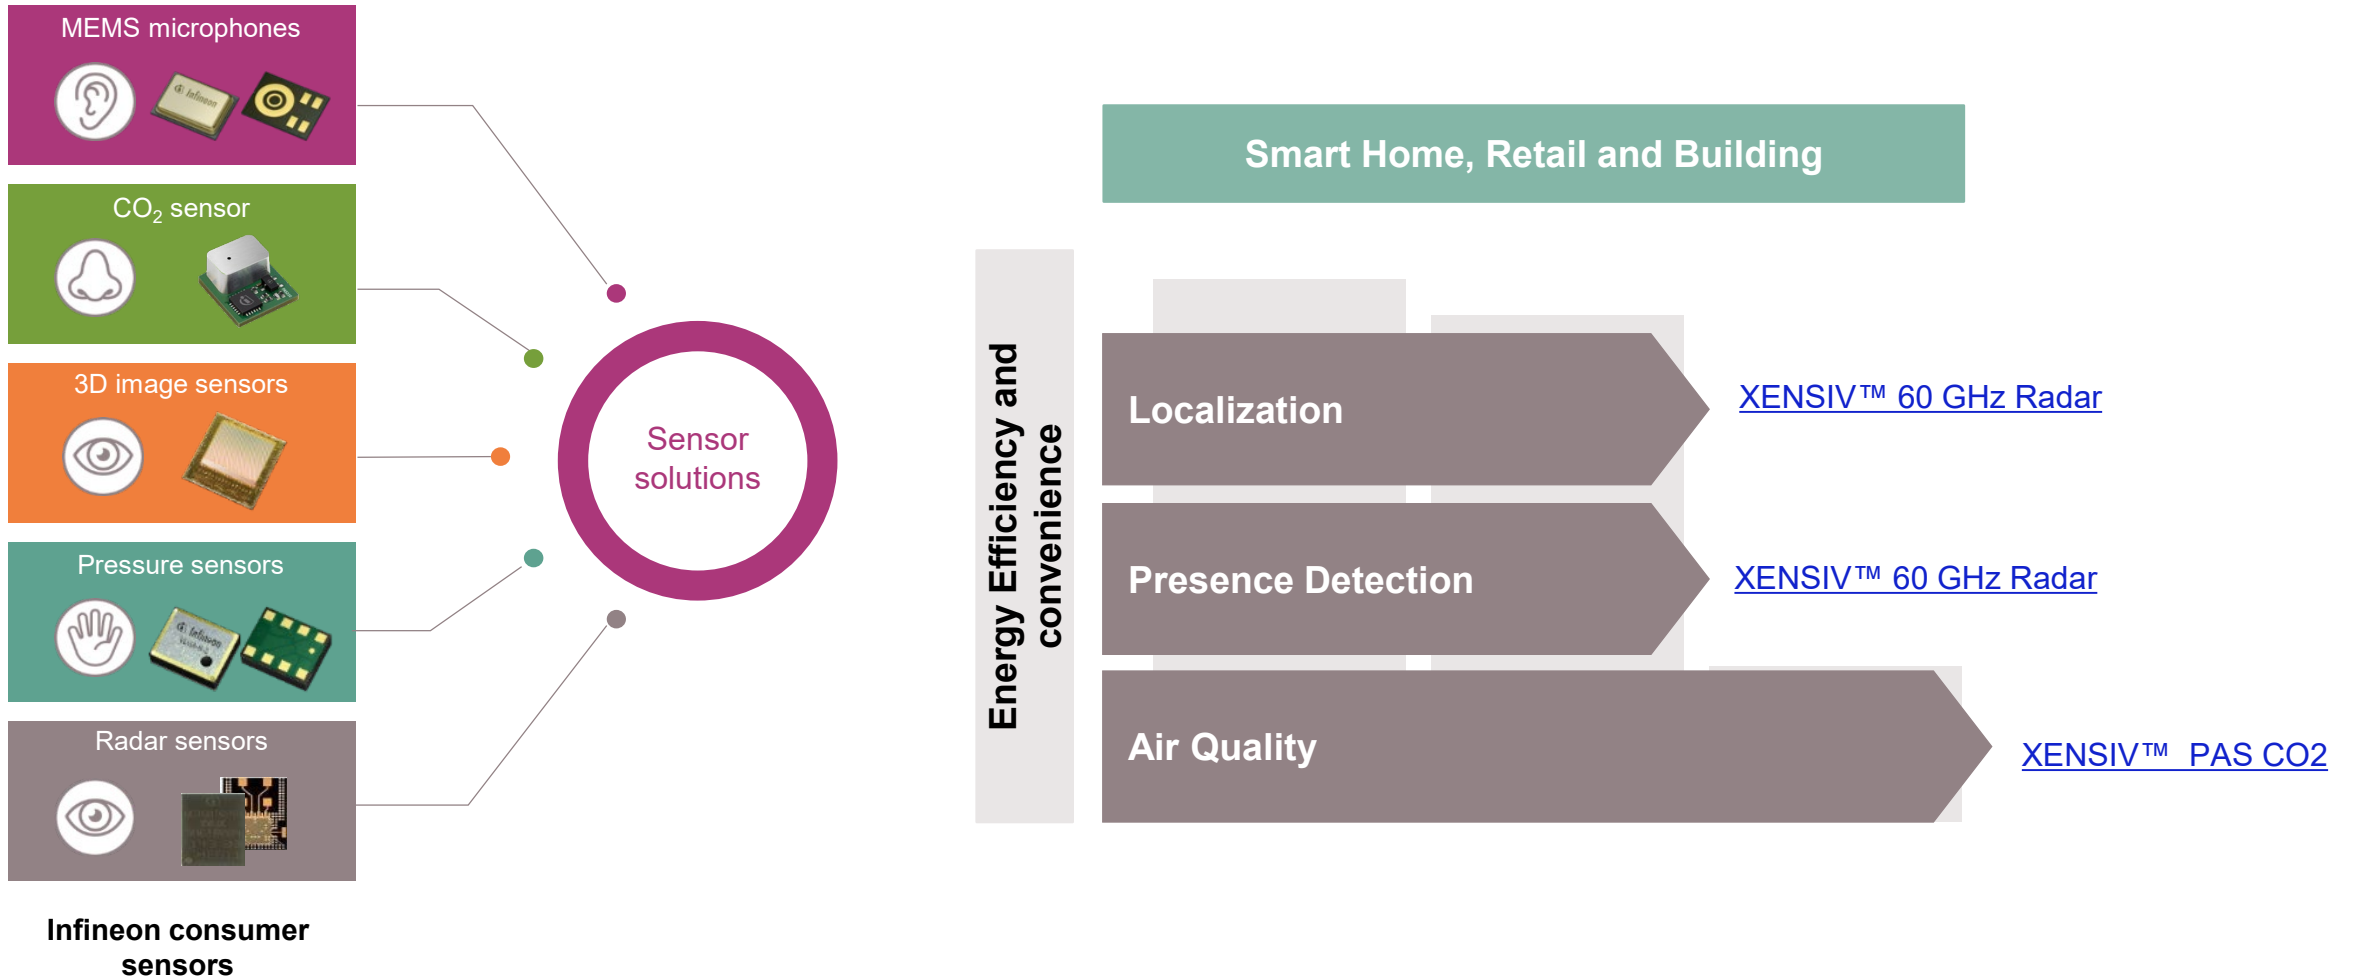 MEMS microphones
Infineon
CO2 sensor
3D image sensors
Pressure sensors
Infineon
Radar sensors
Infineon consumer
sensors
Sensor
solutions
Smart Home, Retail and Building
Energy Efficiency and
convenience
Localization
XENSIV™ 60 GHz Radar
Presence Detection
XENSIV™ 60 GHz Radar
Air Quality
XENSIV™ PAS CO2